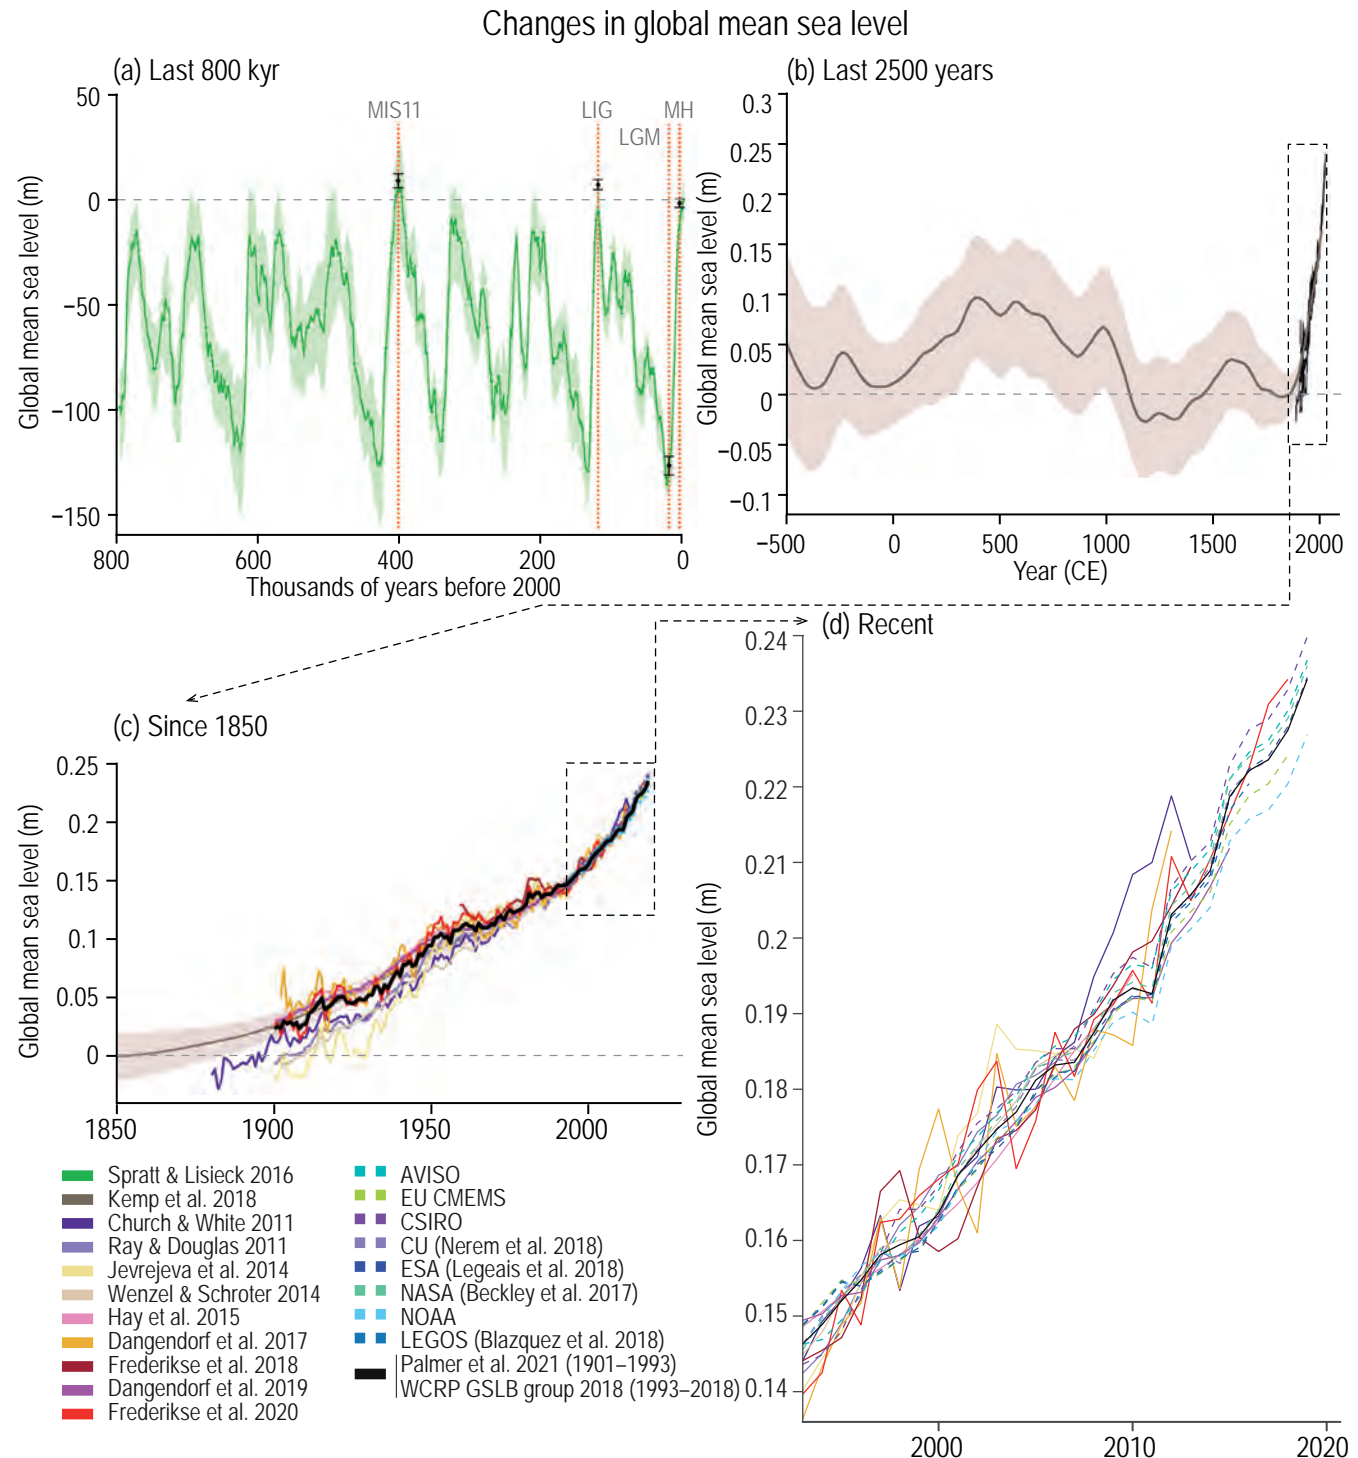 Changes in global mean sea level
(a) Last 800 kyr
50
0
−50
−100
−150
Global mean sea level (m)
MIS11
LIG
MH
LGM
800
600
400
200
0
Thousands of years before 2000
(b) Last 2500 years
0.3
0.25
0.2
0.15
0.1
0.05
0
−0.05
−0.1
Global mean sea level (m)
−500
0
500
1000
1500
2000
Year (CE)
(c) Since 1850
0.25
0.2
0.15
0.1
0.05
0
Global mean sea level (m)
1850
1900
1950
2000
(d) Recent
0.24
0.23
0.22
0.21
0.2
0.19
0.18
0.17
0.16
0.15
0.14
Global mean sea level (m)
2000
2010
2020
Spratt & Lisieck 2016
Kemp et al. 2018
Church & White 2011
Ray & Douglas 2011
Jevrejeva et al. 2014
Wenzel & Schroter 2014
Hay et al. 2015
Dangendorf et al. 2017
Frederikse et al. 2018
Dangendorf et al. 2019
Frederikse et al. 2020
AVISO
EU CMEMS
CSIRO
CU (Nerem et al. 2018)
ESA (Legeais et al. 2018)
NASA (Beckley et al. 2017)
NOAA
LEGOS (Blazquez et al. 2018)
Palmer et al. 2021 (1901–1993)
WCRP GSLB group 2018 (1993–2018)